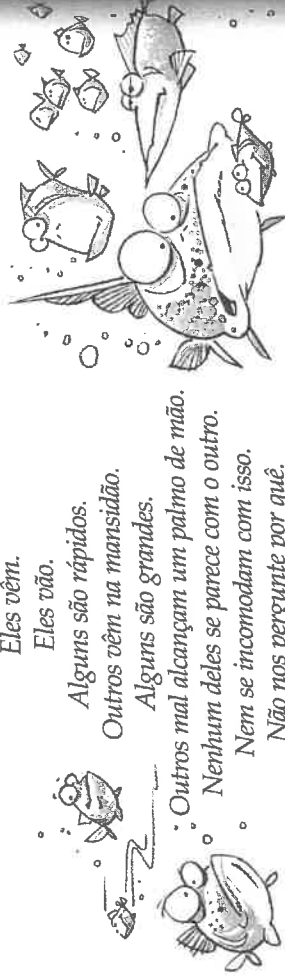 Eles vêm.
Eles vão.
Alguns são rápidos.
Outros vêm na mansidão.
Alguns são grandes.
Outros mal alcançam um palmo de mão.
Nenhum deles se parece com o outro.
Nem se incomodam com isso.
Não nos pergunte por quê.